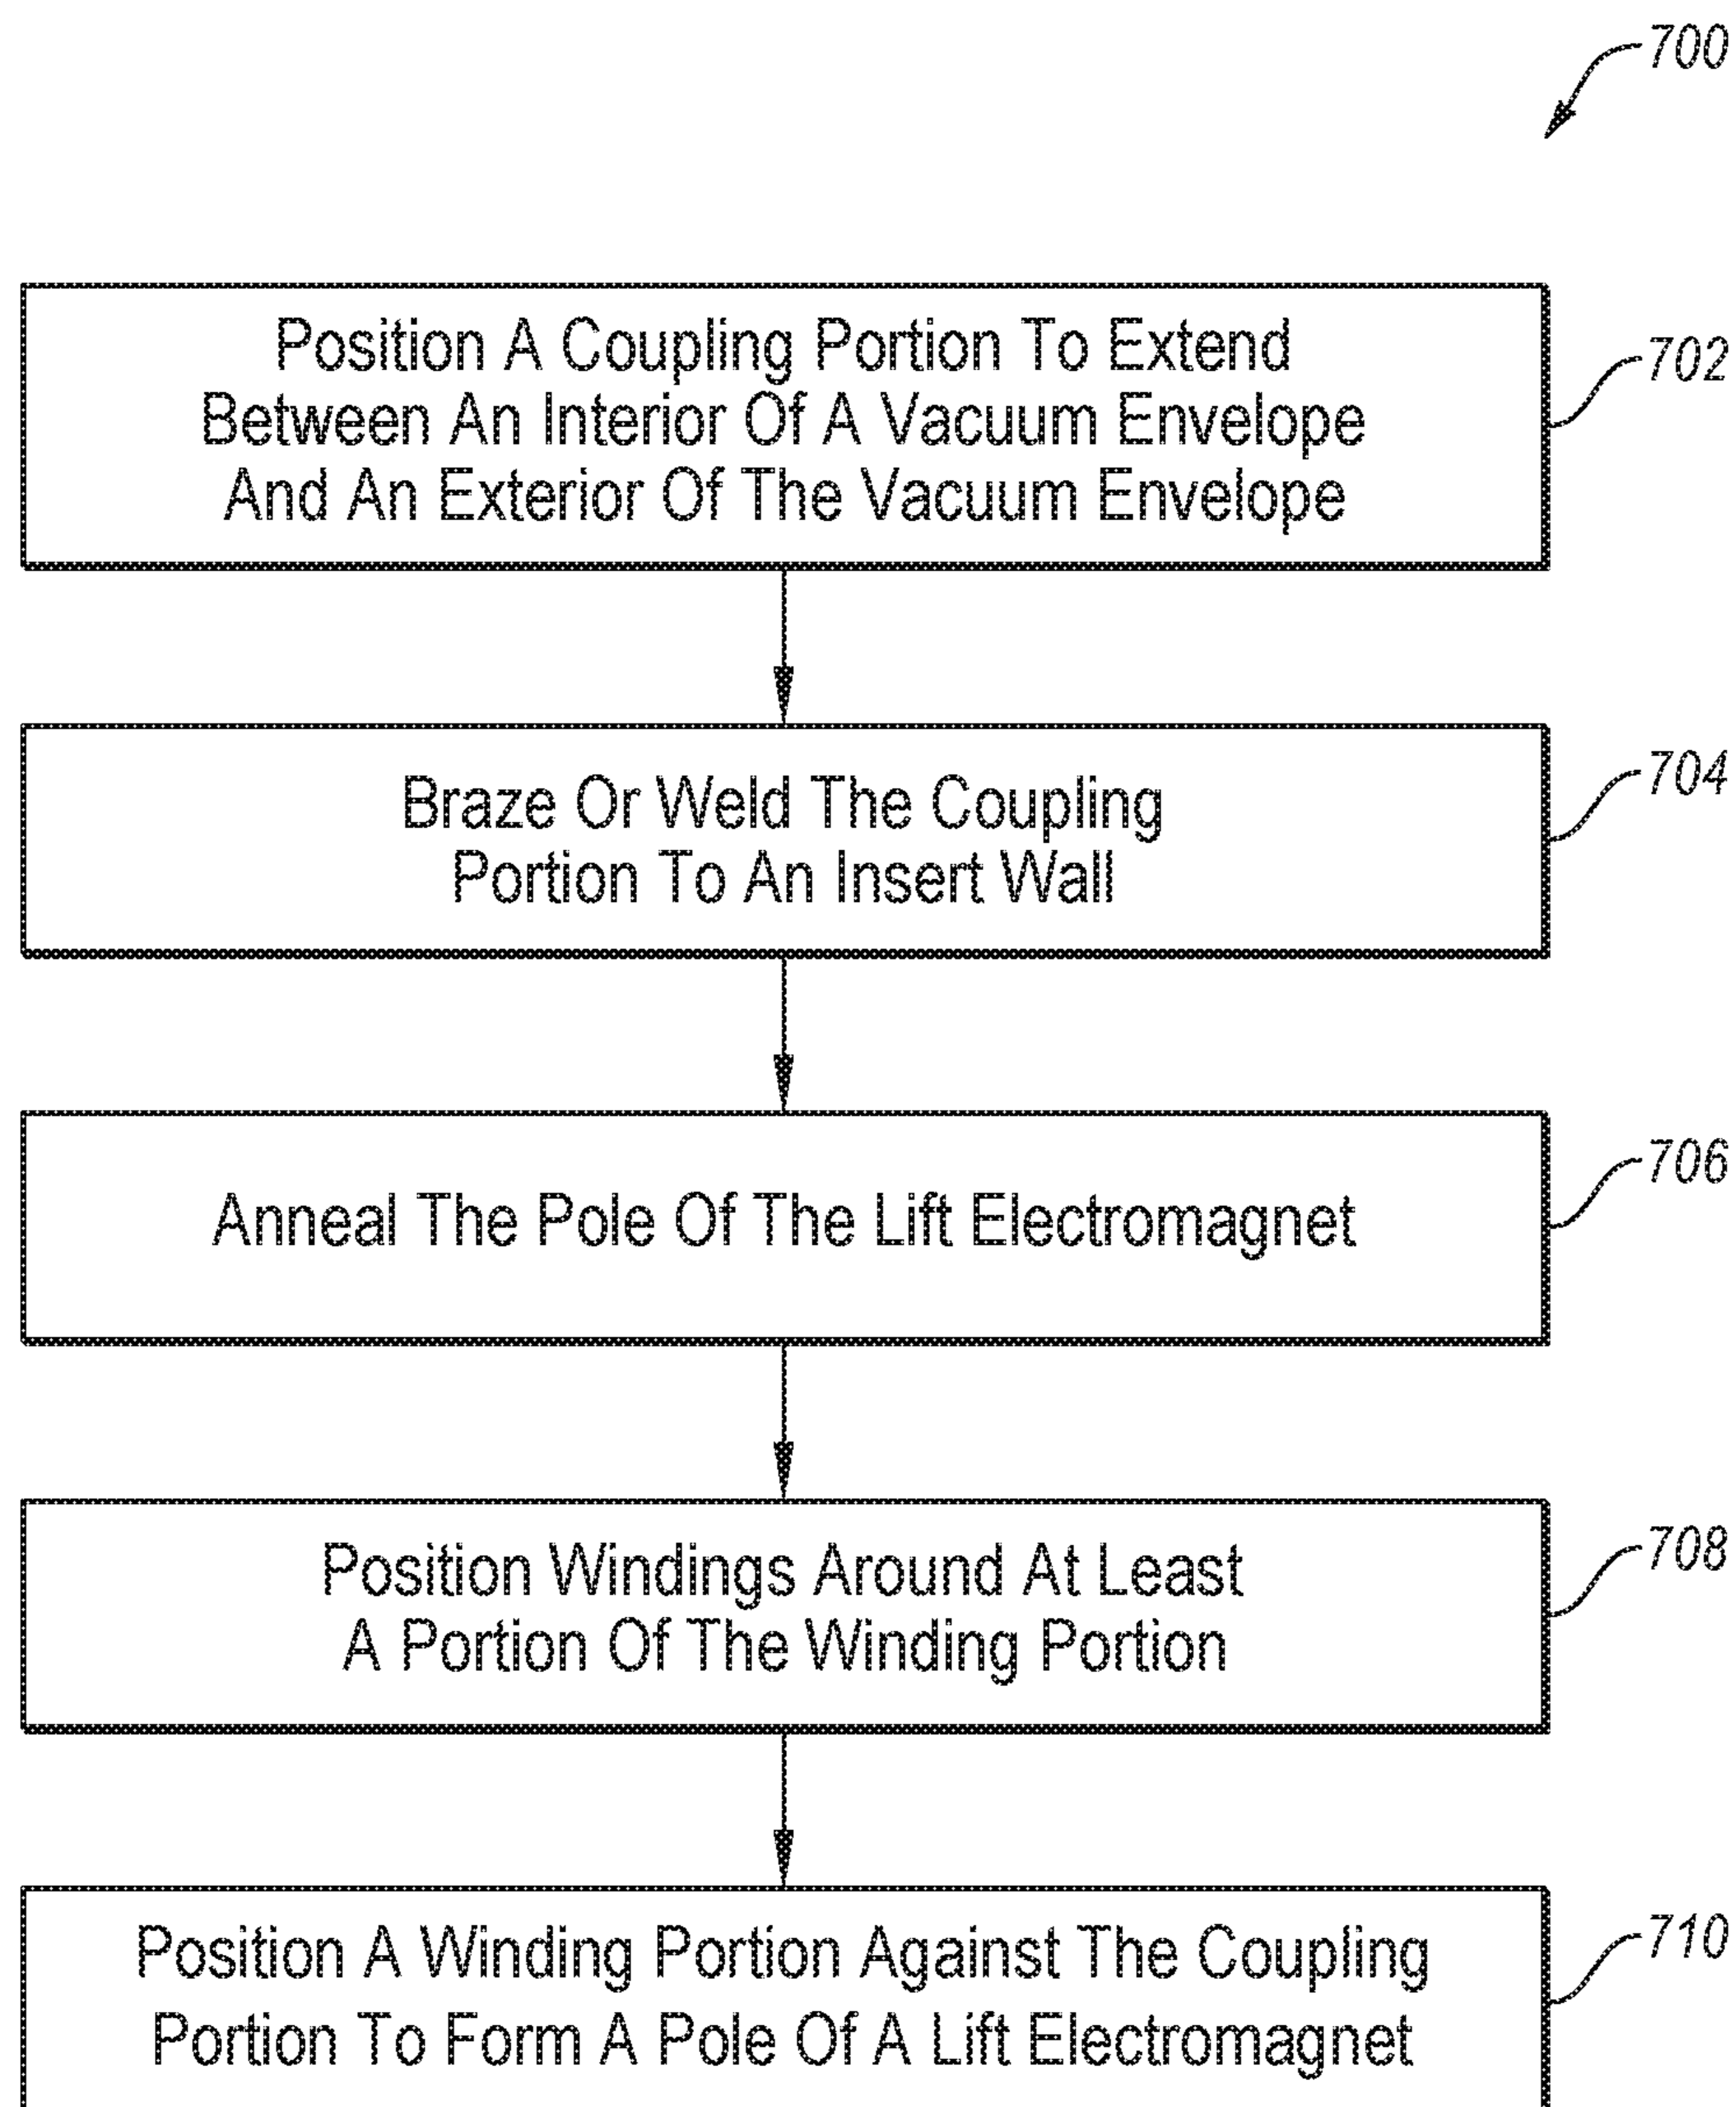 700
Position A Coupling Portion To Extend
Between An Interior Of A Vacuum Envelope
And An Exterior Of The Vacuum Envelope
702
Braze Or Weld The Coupling
Portion To An Insert Wall
704
Anneal The Pole Of The Lift Electromagnet
706
Position Windings Around At Least
A Portion Of The Winding Portion
708
Position A Winding Portion Against The Coupling
Portion To Form A Pole Of A Lift Electromagnet
710